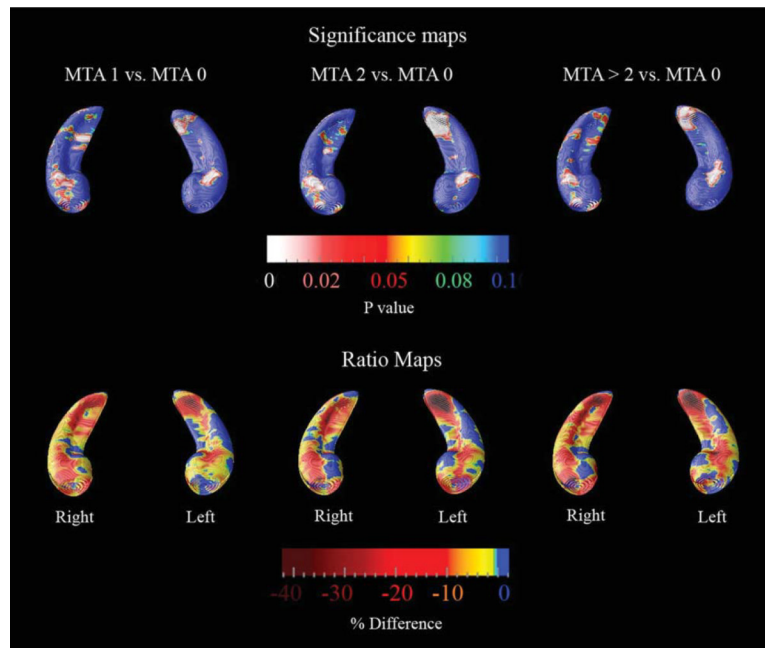 Significance maps
MTA 1 vs. MTA 0 MTA 2 vs. MTA 0 MTA > 2 vs. MTA 0
0 0.02 0.05 0.08 0.1
P value
Ratio Maps
Right Left Right Left Right Left
-40 -30 -20 -10 0
% Difference